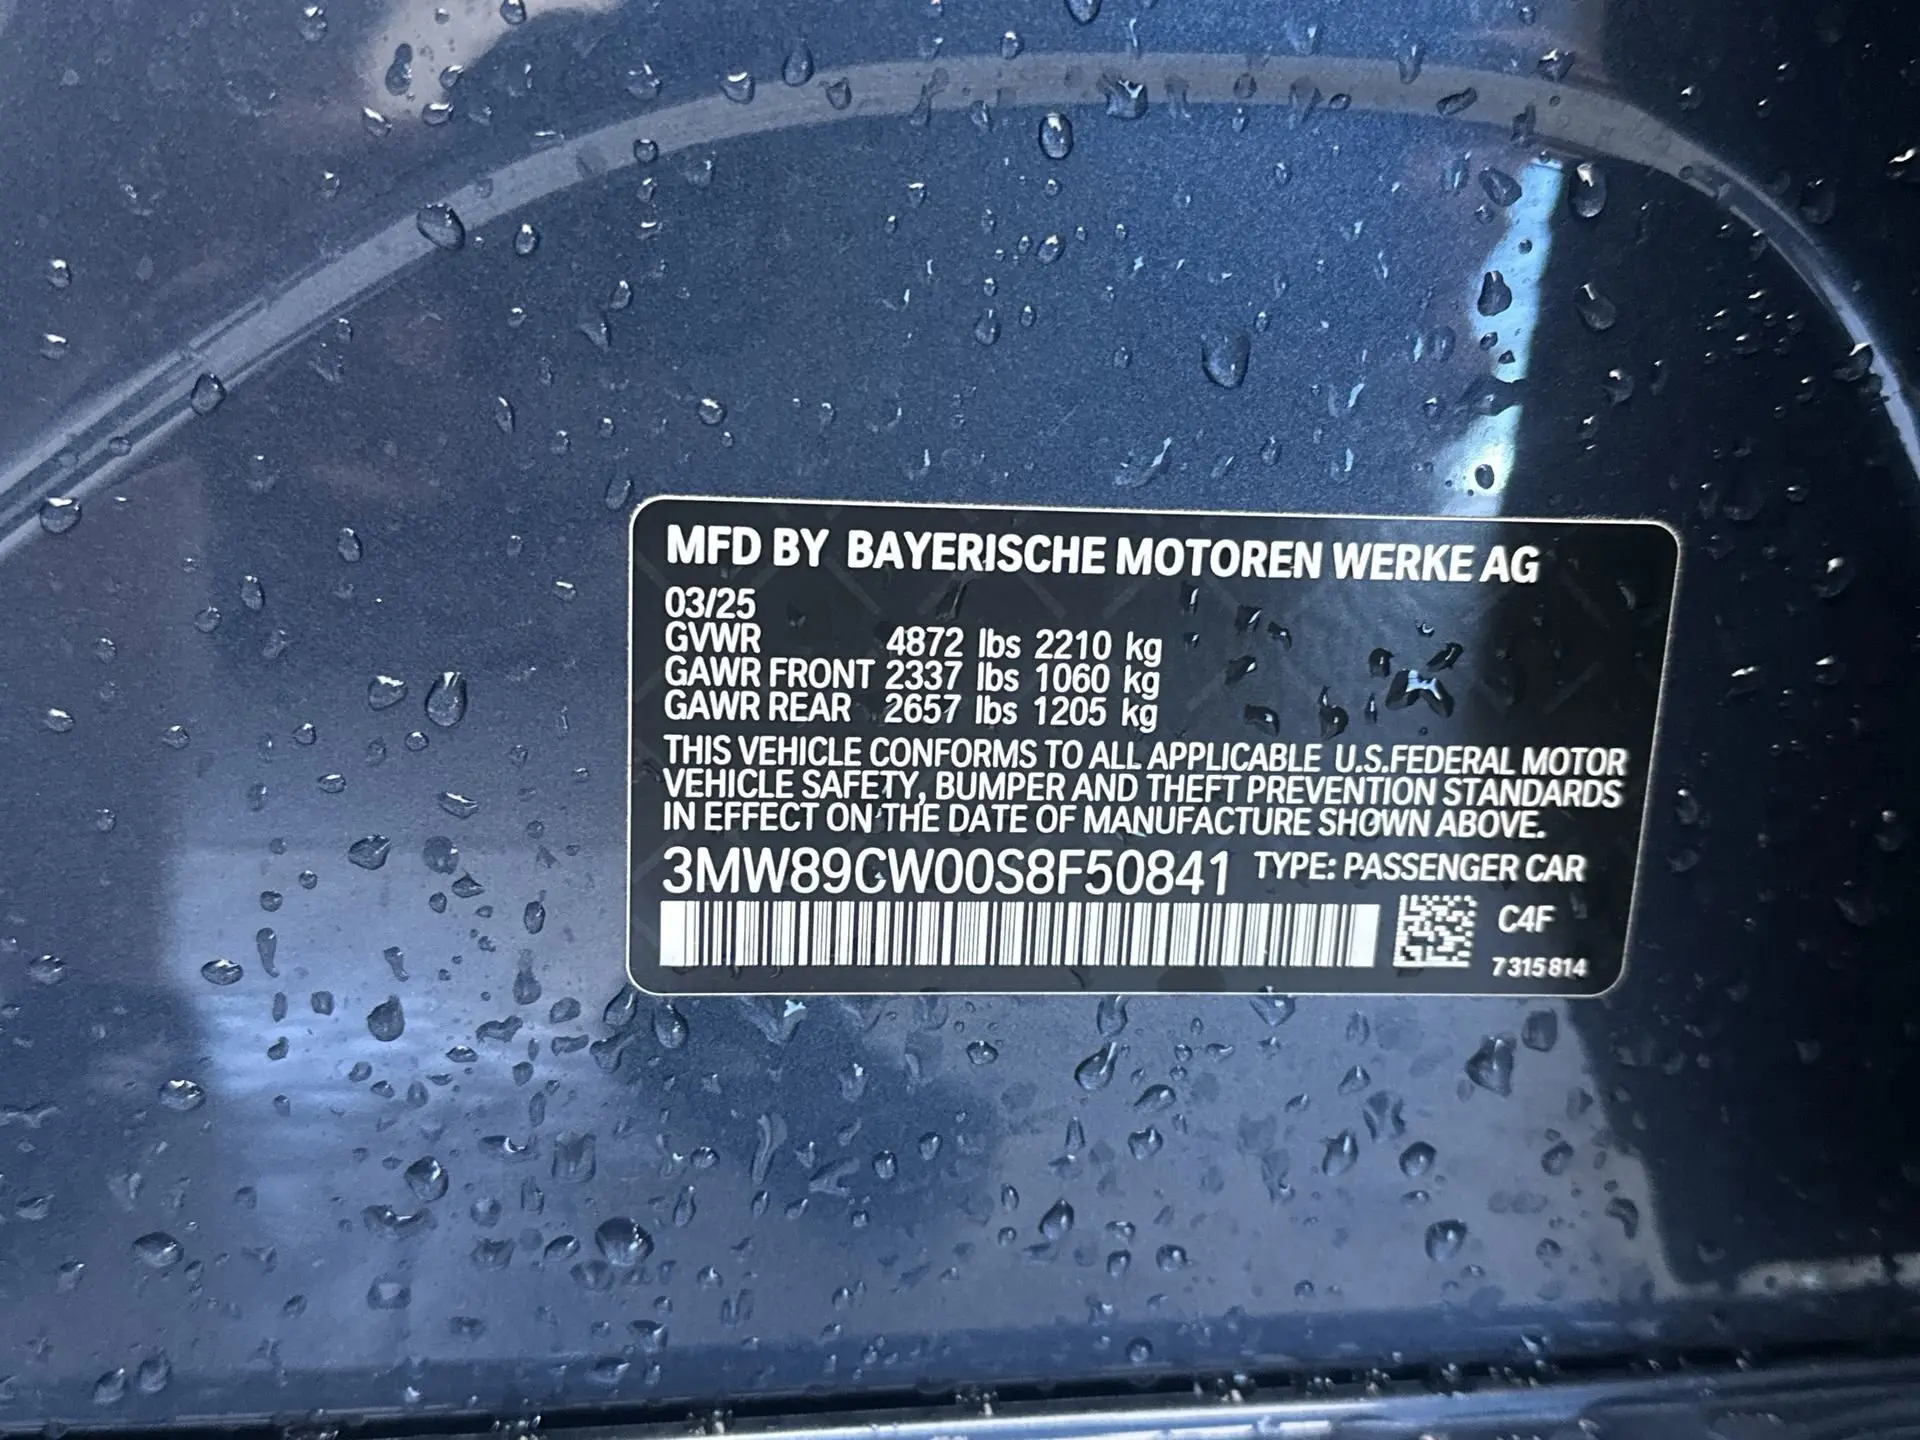 MFD BY BAYERISCHE MOTOREN WERKE AG
03/25
GVWR 4872 lbs 2210 kg
GAWR FRONT 2337 lbs 1060 kg
GAWR REAR 2657 lbs 1205 kg
THIS VEHICLE CONFORMS TO ALL APPLICABLE U.S.FEDERAL MOTOR
VEHICLE SAFETY, BUMPER AND THEFT PREVENTION STANDARDS
IN EFFECT ON THE DATE OF MANUFACTURE SHOWN ABOVE.
3MW89CW00S8F50841 TYPE: PASSENGER CAR
C4F
7 315 814